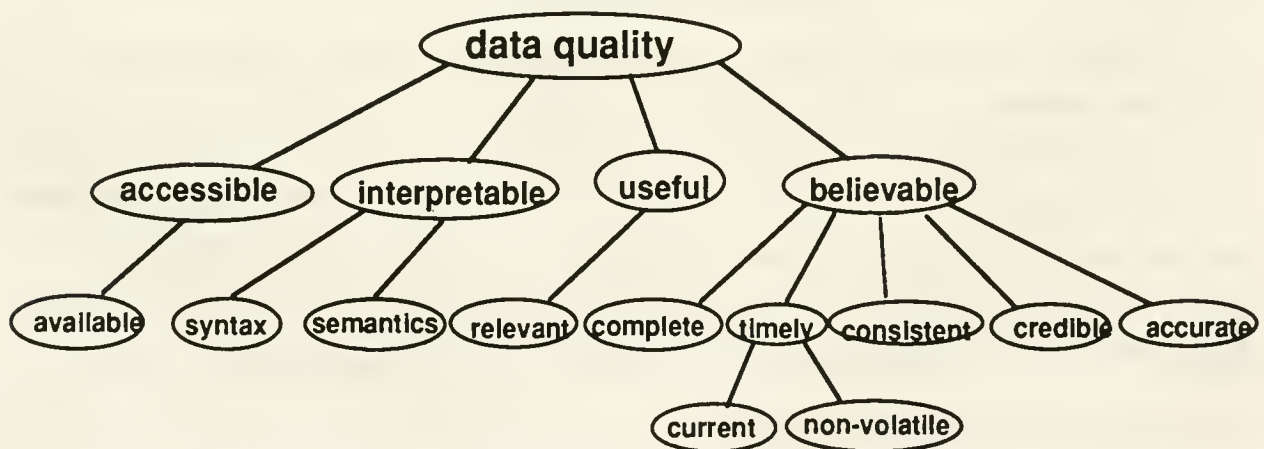 data quality
accessible interpretable useful believable
available syntax semantics relevant complete timely consistent credible accurate
current non-volatile